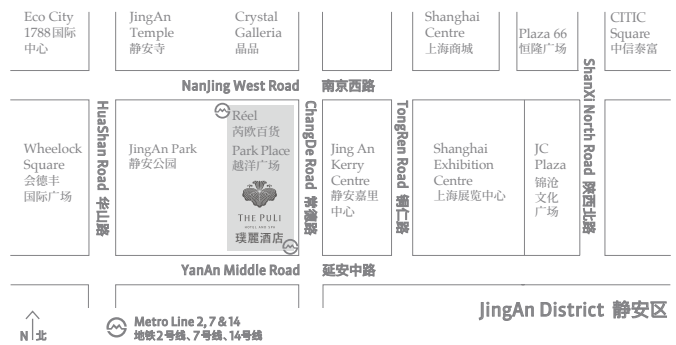 Eco City
1788国际
中心
JingAn
Temple
静安寺
Crystal
Galleria
晶品
Shanghai
Centre
上海商城
Plaza 66
恒隆广场
CITIC
Square
中信泰富
NanJing West Road 南京西路
HuaShan Road 华山路
ChangDe Road 常德路
TongRen Road 铜仁路
ShanXi North Road 陕西北路
Wheelock
Square
会德丰
国际广场
JingAn Park
静安公园
Réel
芮欧百货
Park Place
越洋广场
THE PULI
HOTEL AND SPA
璞麗酒店
Jing An
Kerry
Centre
静安嘉里
中心
Shanghai
Exhibition
Centre
上海展览中心
JC
Plaza
锦沧
文化
广场
YanAn Middle Road 延安中路
JingAn District 静安区
N 北
Metro Line 2, 7 & 14
地铁2号线、7号线、14号线